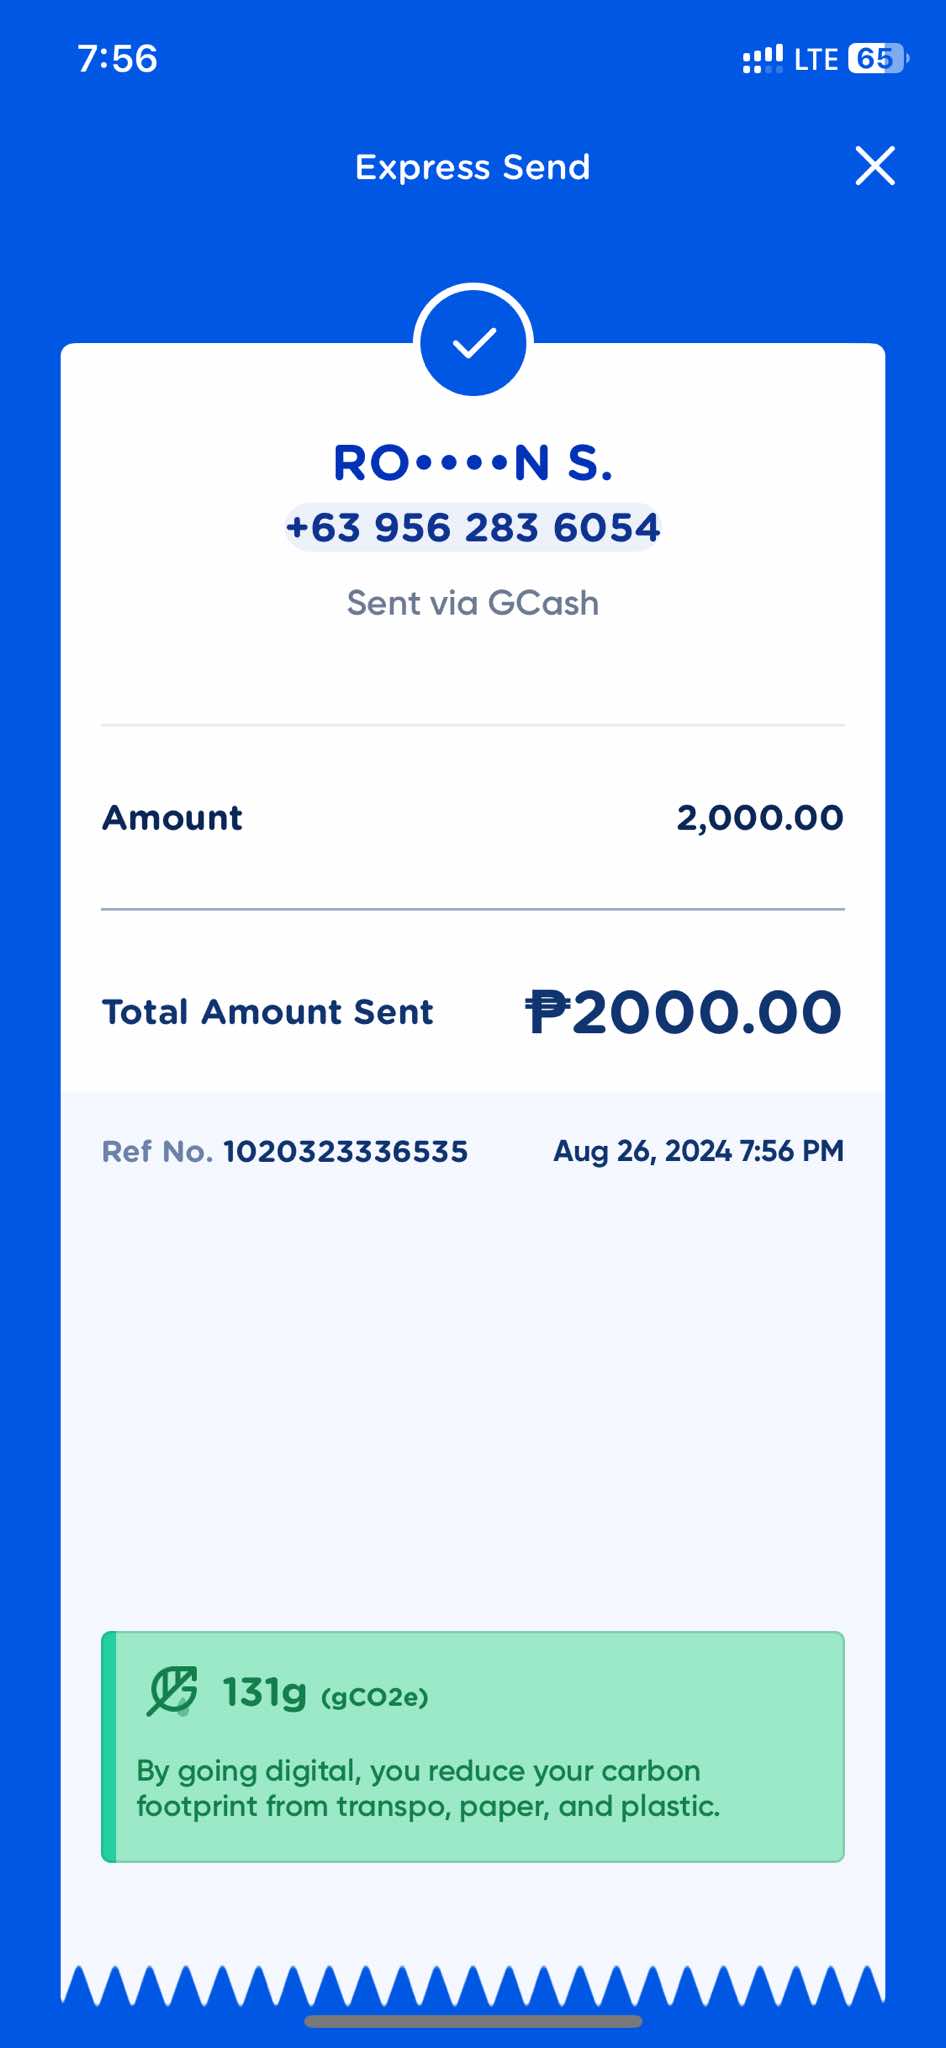 7:56 LTE 65
Express Send
RO••••N S.
+63 956 283 6054
Sent via GCash
Amount 2,000.00
Total Amount Sent ₱2000.00
Ref No. 1020323336535 Aug 26, 2024 7:56 PM
131g (gCO2e)
By going digital, you reduce your carbon
footprint from transpo, paper, and plastic.